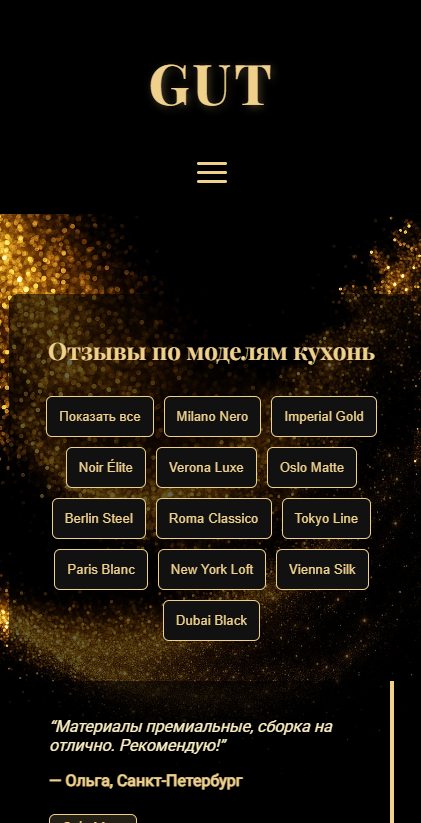 GUT
Отзывы по моделям кухонь
Показать все Milano Nero Imperial Gold
Noir Élite Verona Luxe Oslo Matte
Berlin Steel Roma Classico Tokyo Line
Paris Blanc New York Loft Vienna Silk
Dubai Black
“Материалы премиальные, сборка на
отлично. Рекомендую!”
— Ольга, Санкт-Петербург